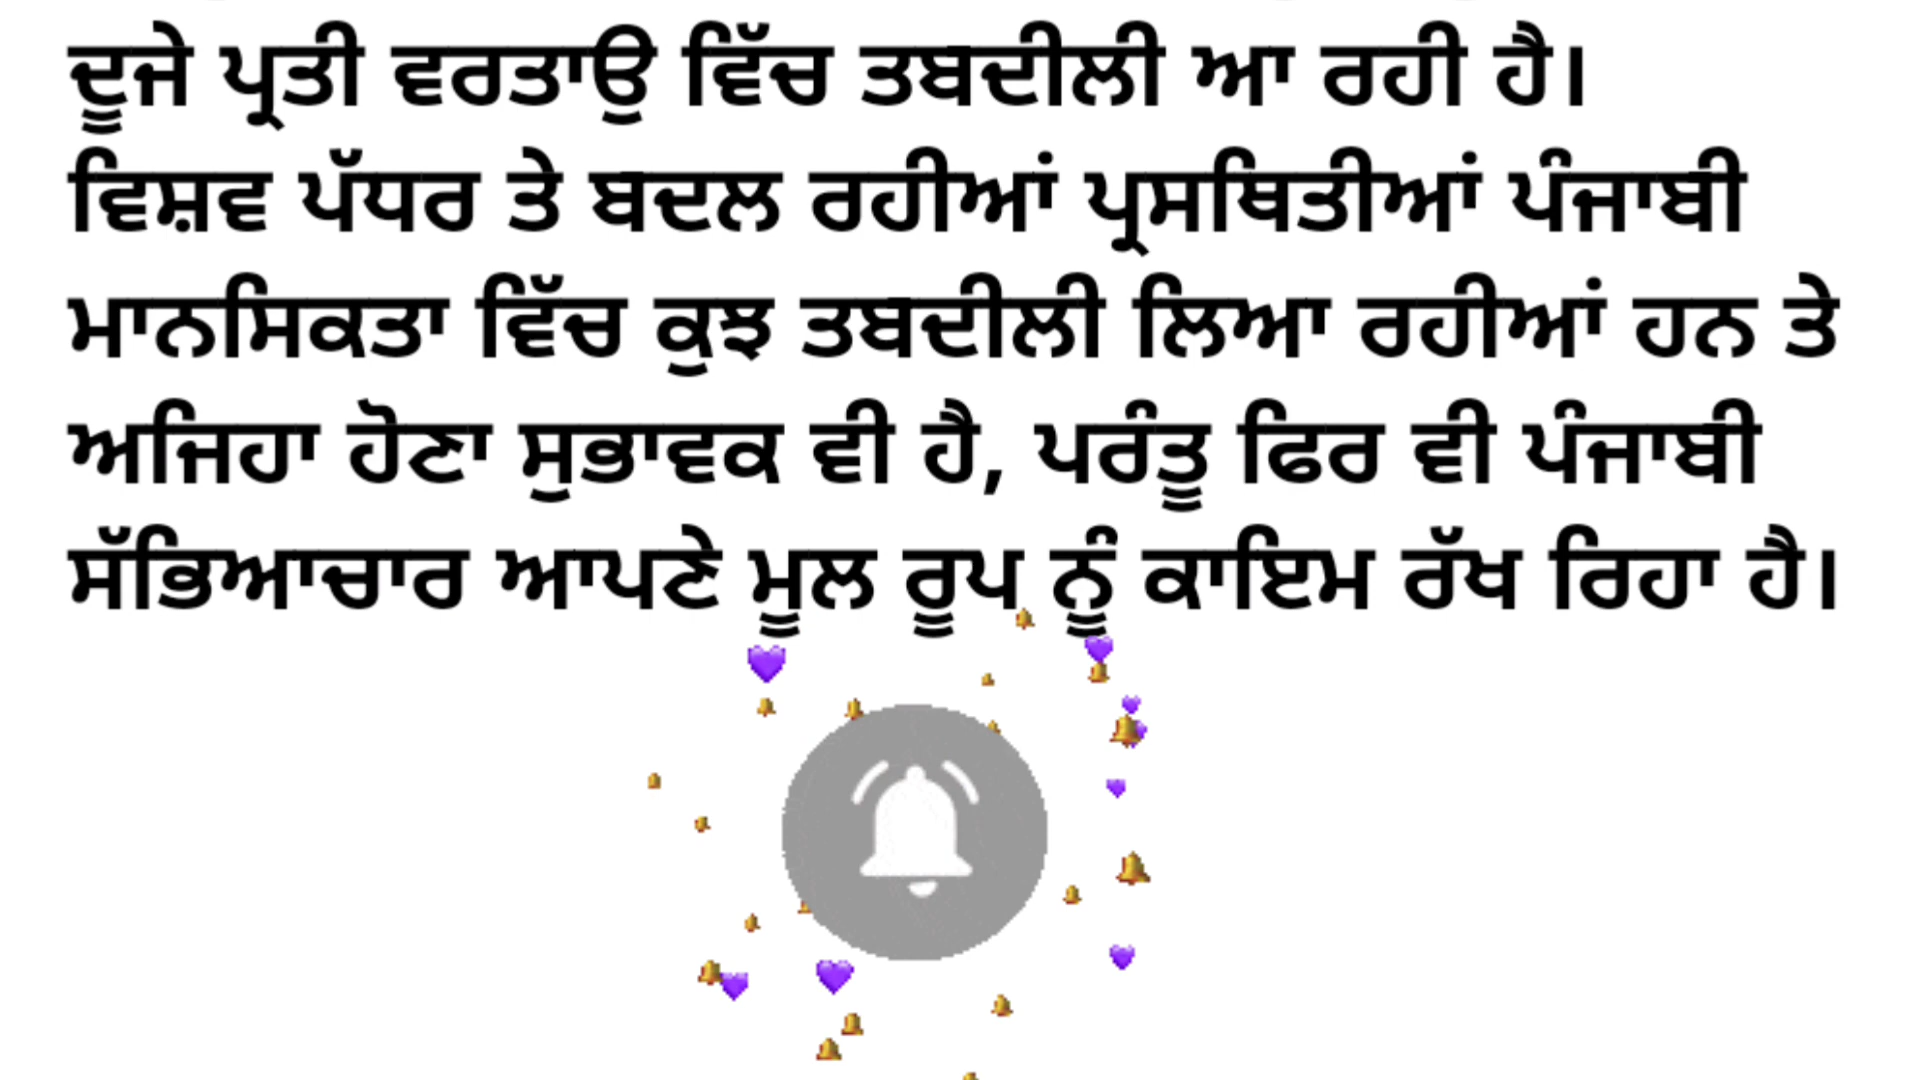 ਦੂਜੇ ਪ੍ਰਤੀ ਵਰਤਾਉ ਵਿੱਚ ਤਬਦੀਲੀ ਆ ਰਹੀ ਹੈ।
ਵਿਸ਼ਵ ਪੱਧਰ ਤੇ ਬਦਲ ਰਹੀਆਂ ਪ੍ਰਸਥਿਤੀਆਂ ਪੰਜਾਬੀ
ਮਾਨਸਿਕਤਾ ਵਿੱਚ ਕੁਝ ਤਬਦੀਲੀ ਲਿਆ ਰਹੀਆਂ ਹਨ ਤੇ
ਅਜਿਹਾ ਹੋਣਾ ਸੁਭਾਵਕ ਵੀ ਹੈ, ਪਰੰਤੂ ਫਿਰ ਵੀ ਪੰਜਾਬੀ
ਸੱਭਿਆਚਾਰ ਆਪਣੇ ਮੂਲ ਰੂਪ ਨੂੰ ਕਾਇਮ ਰੱਖ ਰਿਹਾ ਹੈ।